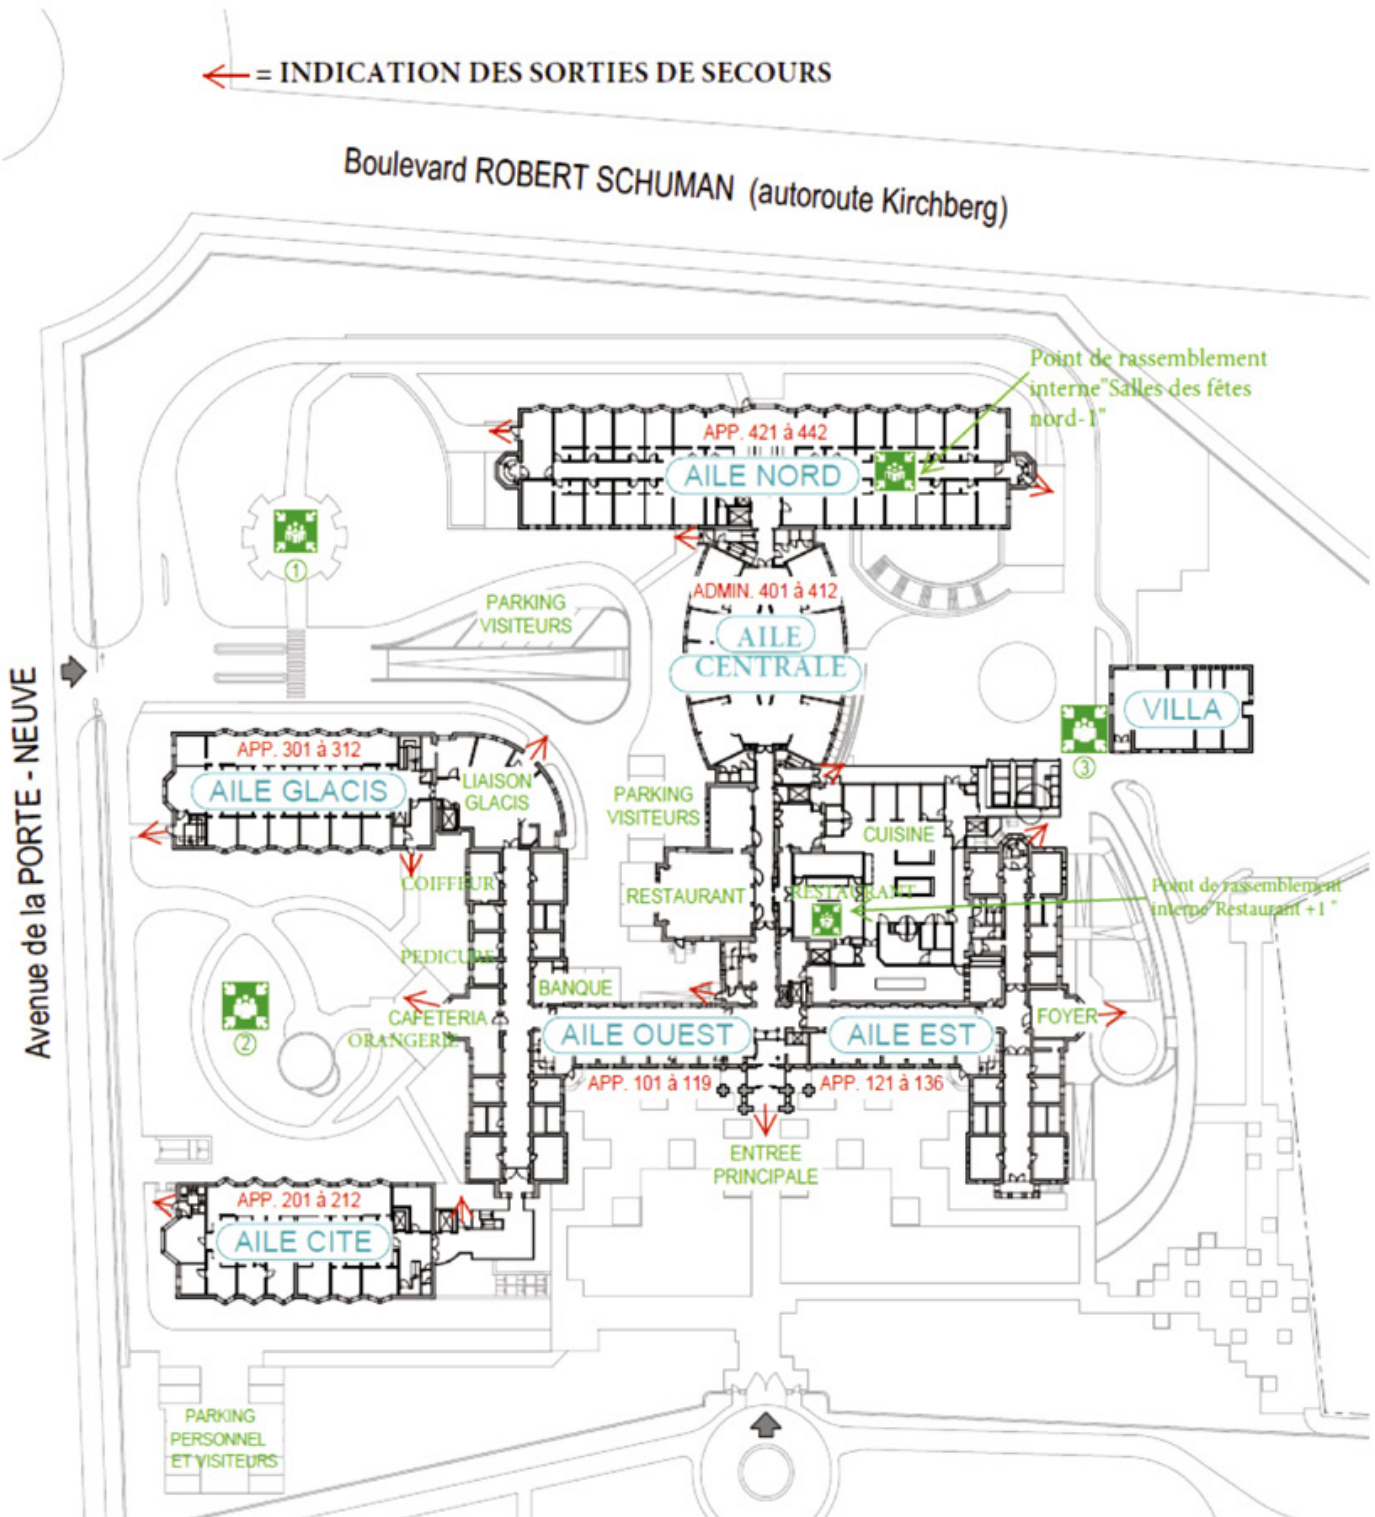 = INDICATION DES SORTIES DE SECOURS
Boulevard ROBERT SCHUMAN (autoroute Kirchberg)
Point de rassemblement
interne"Salles des fêtes
nord-1"
APP. 421 à 442
AILE NORD
1
ADMIN. 401 à 412
PARKING
VISITEURS
AILE
CENTRALE
Avenue de la PORTE - NEUVE
VILLA
3
APP. 301 à 312
AILE GLACIS
LIAISON
GLACIS
PARKING
VISITEURS
CUISINE
COIFFEUR
RESTAURANT
RESTAURANT
Point de rassemblement
interne"Restaurant +1 "
PEDICURE
BANQUE
CAFETERIA
ORANGERIE
2
AILE OUEST
AILE EST
FOYER
APP. 101 à 119
APP. 121 à 136
ENTREE
PRINCIPALE
APP. 201 à 212
AILE CITE
PARKING
PERSONNEL
ET VISITEURS